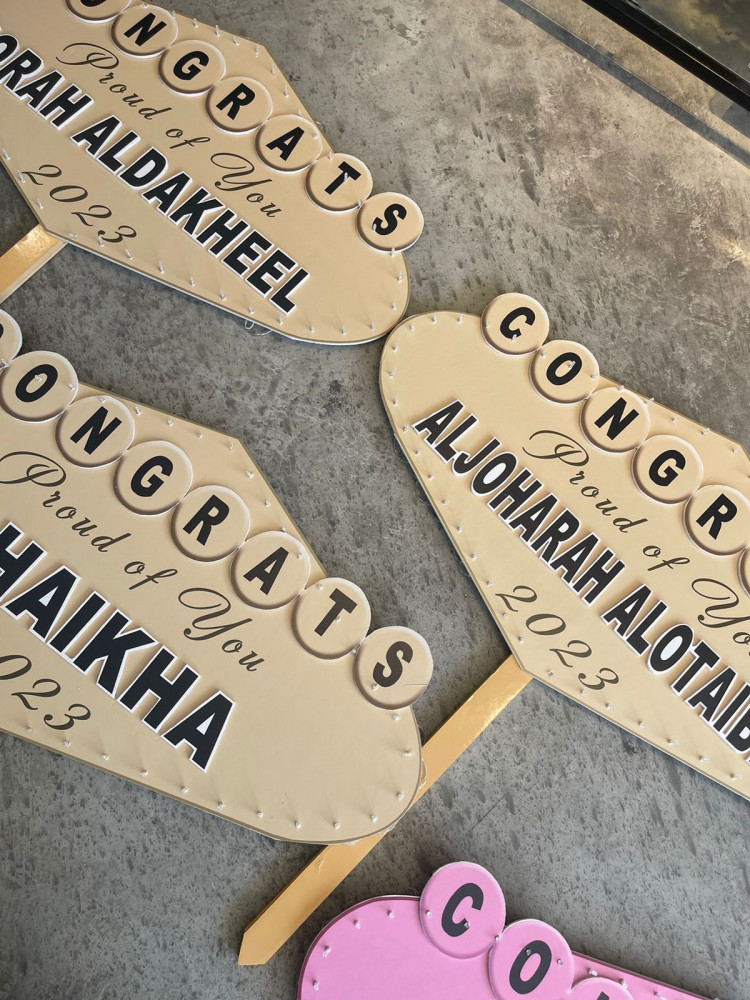 ONGRATS
Proud of You
ORAH ALDAKHEEL
2023
CONGR
Proud of Yo
ALJOHARAH ALOTAIB
2023
ONGRATS
Proud of You
HAIKHA
023
CO